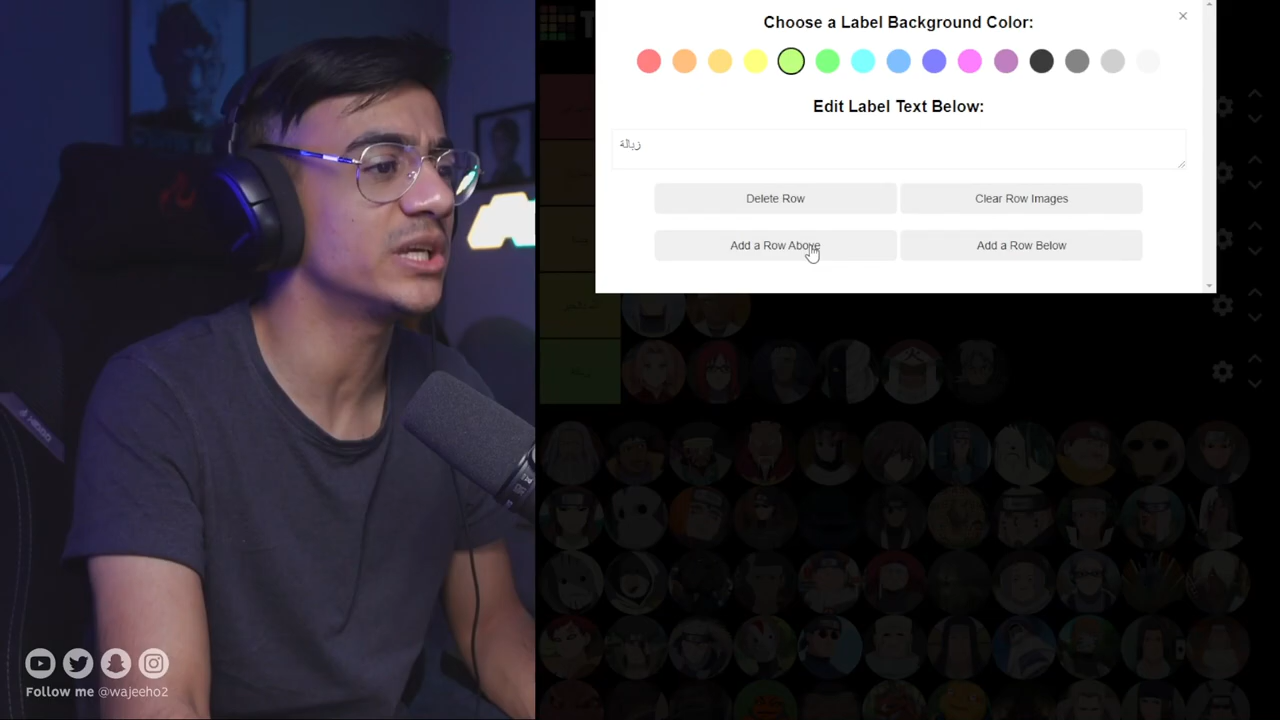 Choose a Label Background Color:
Edit Label Text Below:
زبالة
Delete Row
Clear Row Images
Add a Row Above
Add a Row Below
Follow me @wajeeho2